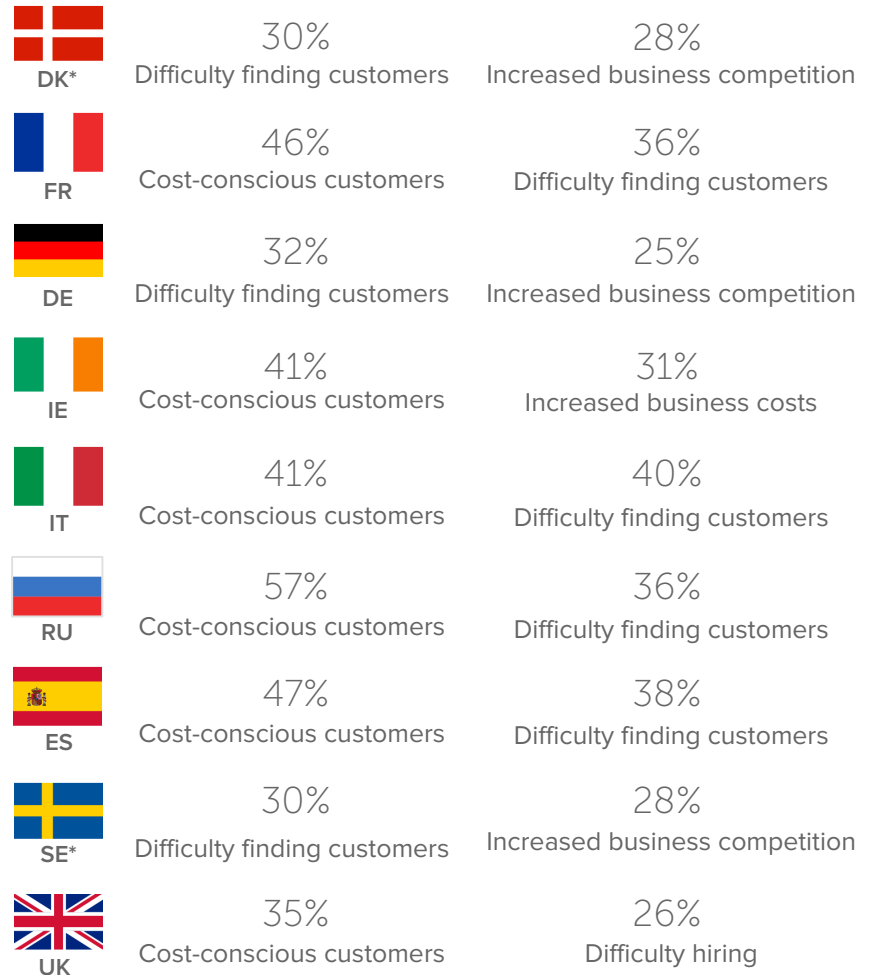 30% 28%
DK* Difficulty finding customers Increased business competition
46% 36%
FR Cost-conscious customers Difficulty finding customers
32% 25%
DE Difficulty finding customers Increased business competition
41% 31%
IE Cost-conscious customers Increased business costs
41% 40%
IT Cost-conscious customers Difficulty finding customers
57% 36%
RU Cost-conscious customers Difficulty finding customers
47% 38%
ES Cost-conscious customers Difficulty finding customers
30% 28%
SE* Difficulty finding customers Increased business competition
35% 26%
UK Cost-conscious customers Difficulty hiring